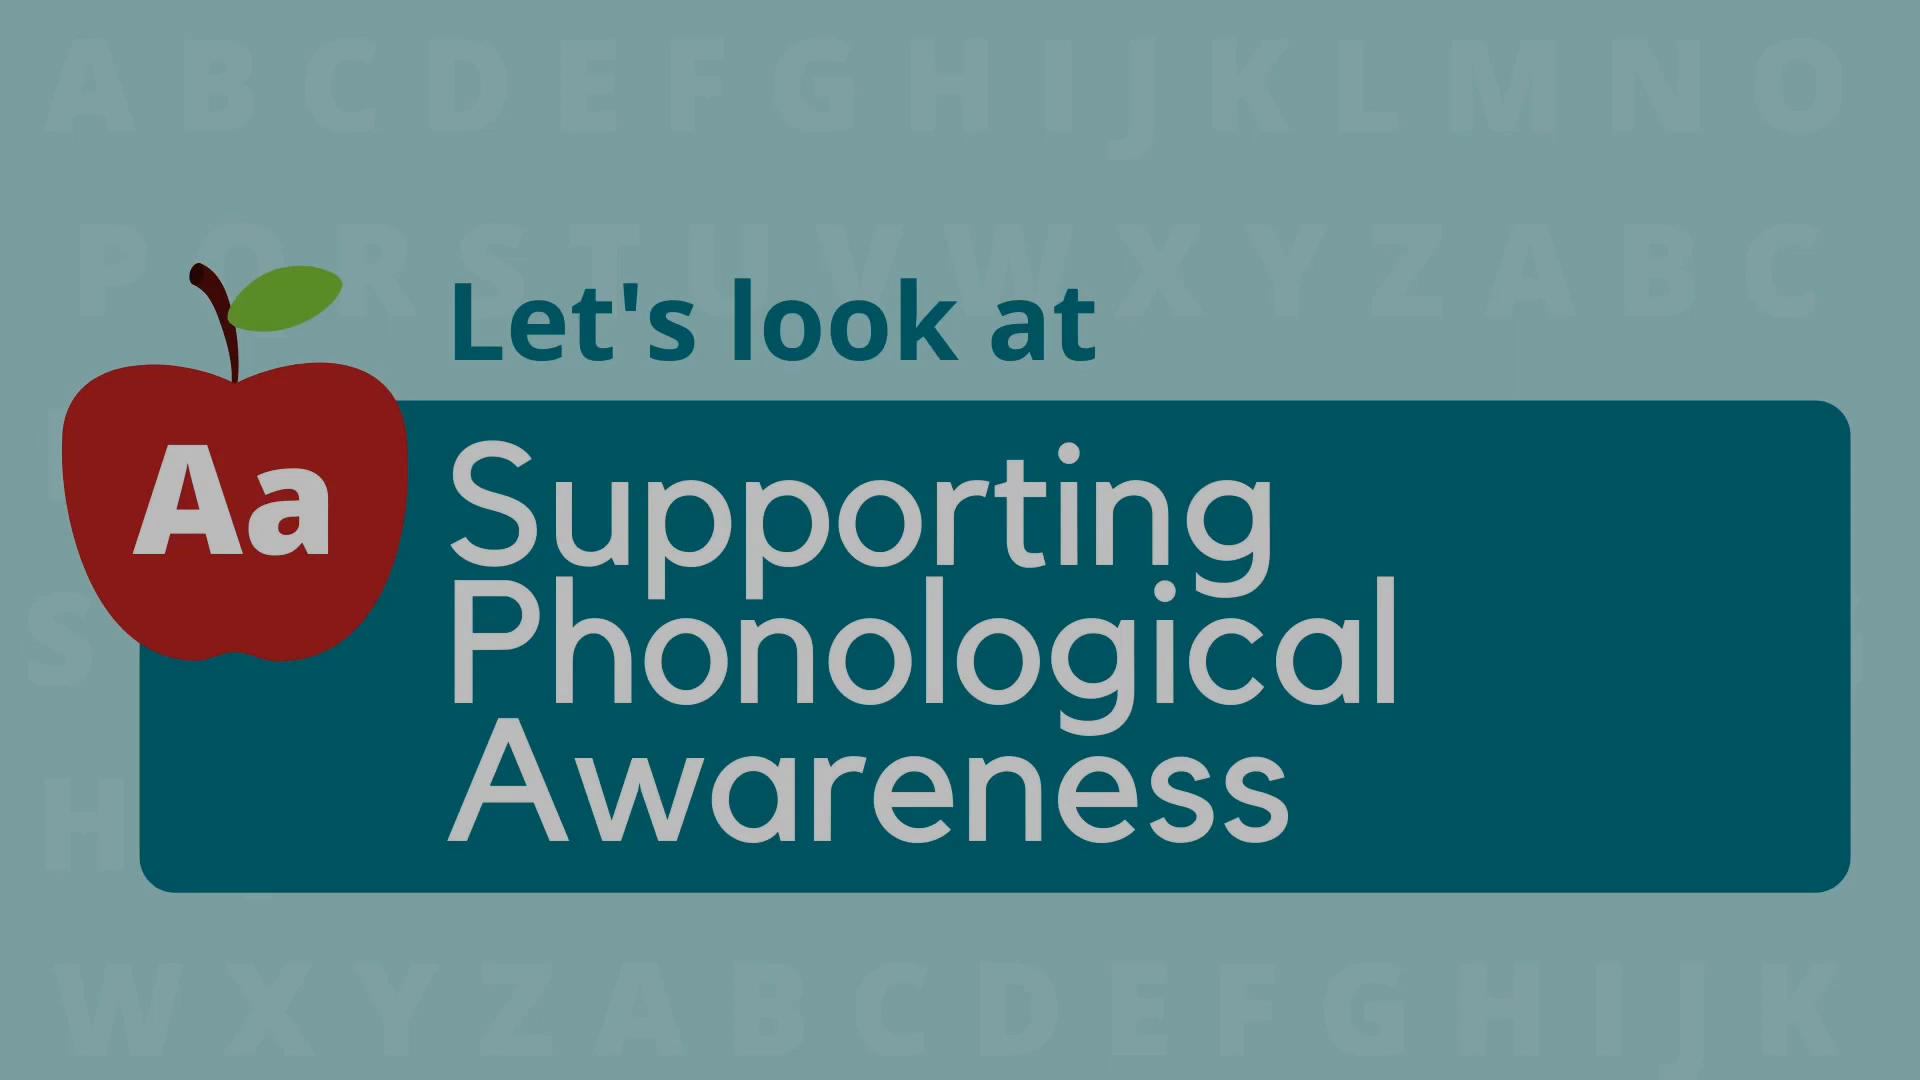 A B C D E F G H I J K L M N O
P Q R S T U V W X Y Z A B C
Let's look at
Aa
Supporting
Phonological
Awareness
S
H
W X Y Z A B C D E F G H I J K